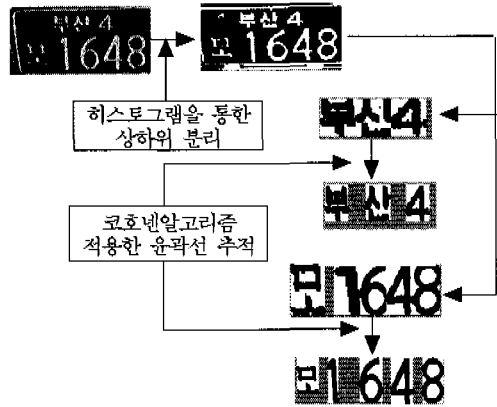 부산 4
모 1648
부산 4
모 1648
히스토그램을 통한
상하위 분리
부산4
부 산 4
코호넨알고리즘
적용한 윤곽선 추적
모1648
모1648